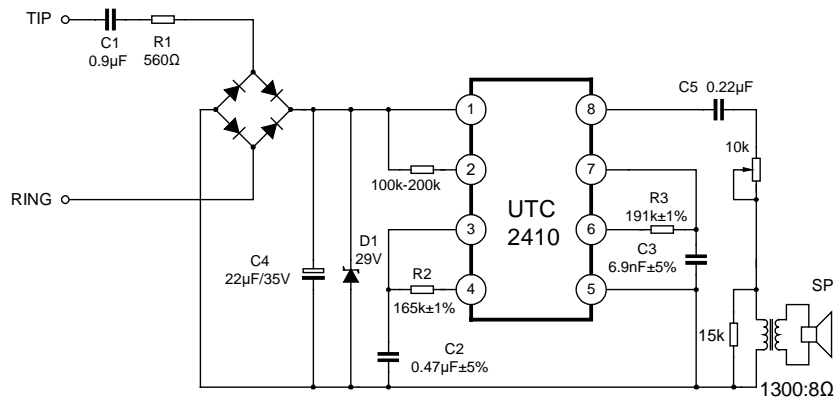 TIP
C1
0.9µF
R1
560Ω
RING
C4
22µF/35V
D1
29V
100k-200k
R2
165k±1%
C2
0.47µF±5%
1
2
3
4
UTC
2410
8
7
6
5
C5 0.22µF
10k
R3
191k±1%
C3
6.9nF±5%
15k
SP
1300:8Ω